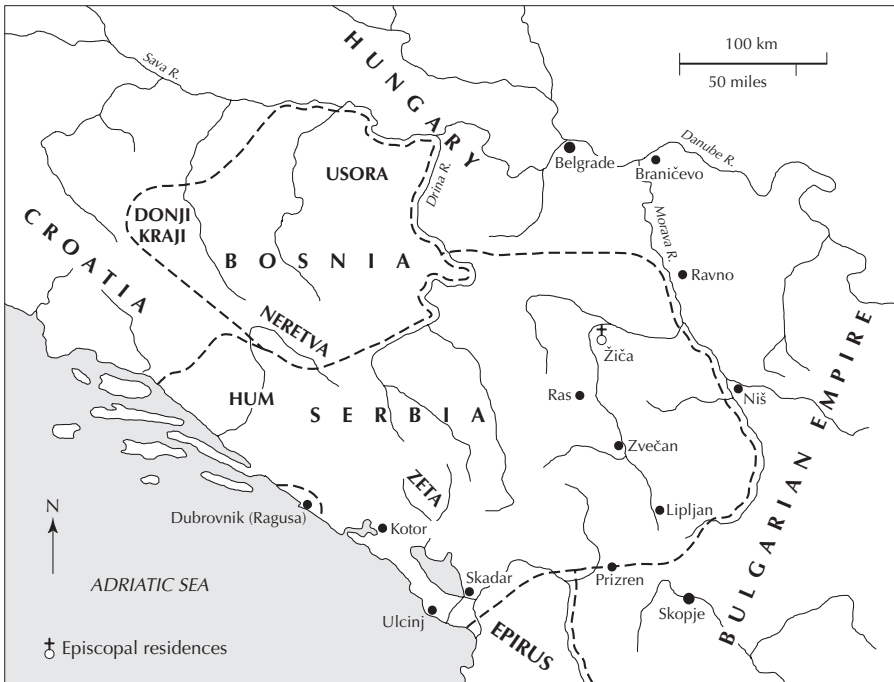 HUNGARY
100 km
50 miles
Sava R.
Danube R.
Belgrade
Braničevo
USORA
Drina R.
DONJI
KRAJI
Morava R.
CROATIA
BOSNIA
Ravno
NERETVA
Žiča
BULGARIAN EMPIRE
HUM
SERBIA
Ras
Niš
Zvečan
ZETA
N
Dubrovnik (Ragusa)
Kotor
Lipljan
ADRIATIC SEA
Skadar
Prizren
Ulcinj
Skopje
EPIRUS
Episcopal residences